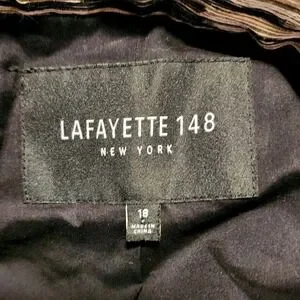 LAFAYETTE 148
NEW YORK
18
MADE IN
CHINA